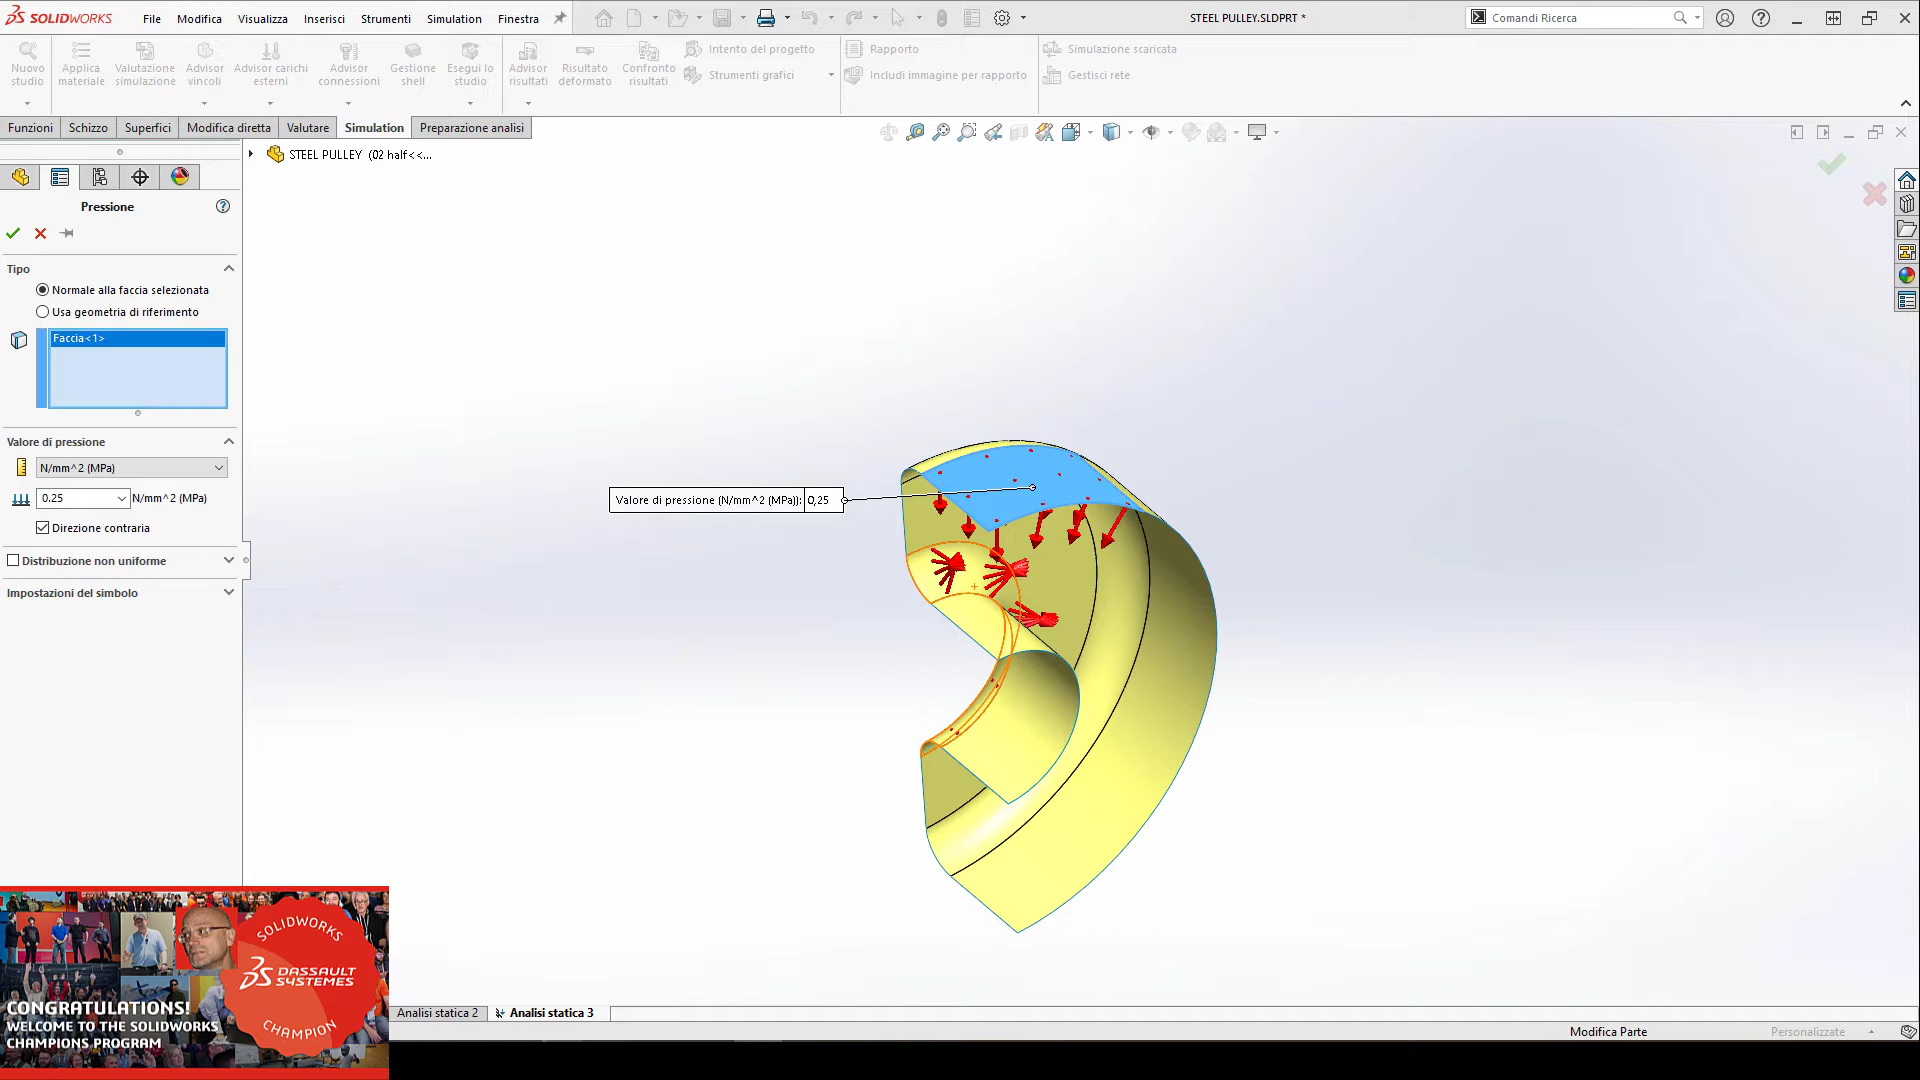 SOLIDWORKS
File
Modifica
Visualizza
Inserisci
Strumenti
Simulation
Finestra
STEEL PULLEY.SLDPRT *
Comandi Ricerca
Nuovo studio
Applica materiale
Valutazione simulazione
Advisor vincoli
Advisor carichi esterni
Advisor connessioni
Gestione shell
Esegui lo studio
Advisor risultati
Risultato deformato
Confronto risultati
Intento del progetto
Strumenti grafici
Rapporto
Includi immagine per rapporto
Simulazione scaricata
Gestisci rete
Funzioni
Schizzo
Superfici
Modifica diretta
Valutare
Simulation
Preparazione analisi
STEEL PULLEY (02 half<<...
Pressione
Tipo
Normale alla faccia selezionata
Usa geometria di riferimento
Faccia<1>
Valore di pressione
N/mm^2 (MPa)
0.25
N/mm^2 (MPa)
Direzione contraria
Distribuzione non uniforme
Impostazioni del simbolo
Valore di pressione (N/mm^2 (MPa)): 0,25
SOLIDWORKS
DASSAULT SYSTEMES
CHAMPION
CONGRATULATIONS!
WELCOME TO THE SOLIDWORKS
CHAMPIONS PROGRAM
Analisi statica 2
Analisi statica 3
Modifica Parte
Personalizzate